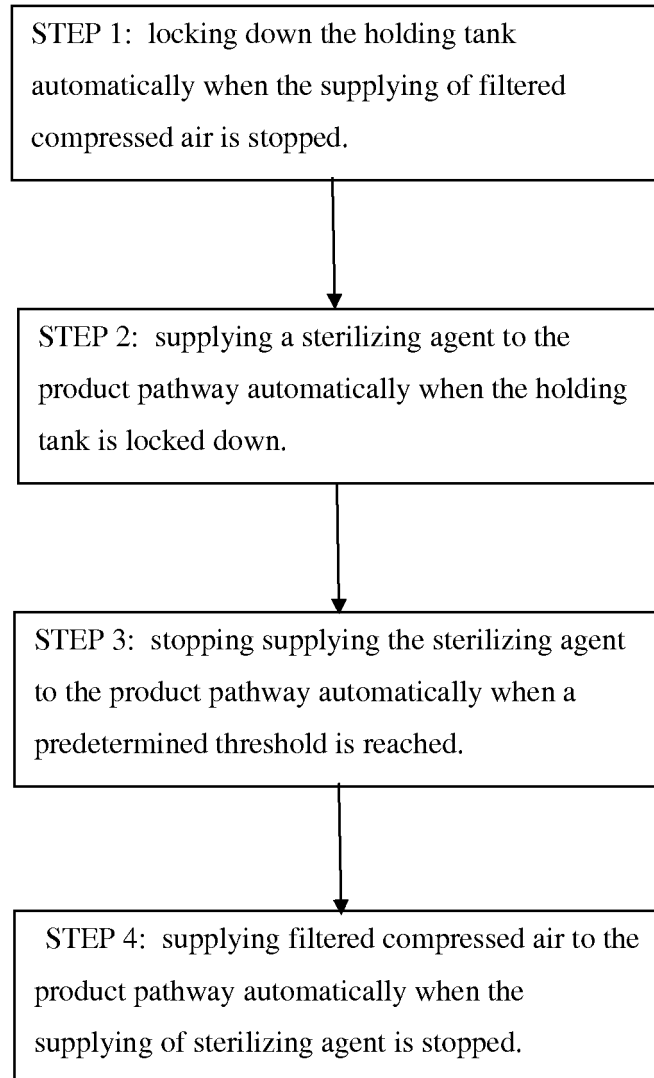 STEP 1: locking down the holding tank
automatically when the supplying of filtered
compressed air is stopped.
STEP 2: supplying a sterilizing agent to the
product pathway automatically when the holding
tank is locked down.
STEP 3: stopping supplying the sterilizing agent
to the product pathway automatically when a
predetermined threshold is reached.
STEP 4: supplying filtered compressed air to the
product pathway automatically when the
supplying of sterilizing agent is stopped.